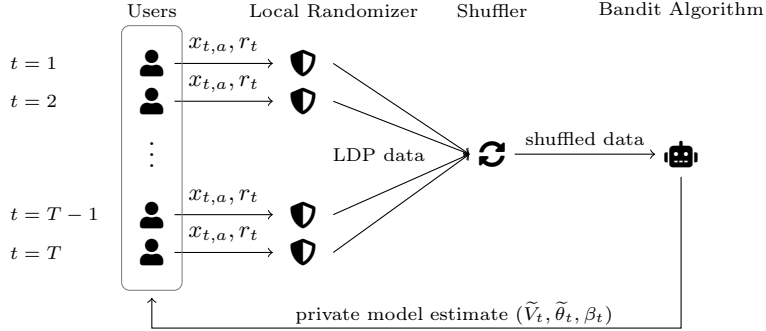 Users Local Randomizer Shuffler Bandit Algorithm
t = 1 x_{t,a}, r_t
t = 2 x_{t,a}, r_t
⋮
LDP data shuffled data
t = T − 1 x_{t,a}, r_t
t = T x_{t,a}, r_t
private model estimate (Ṽ_t, θ̃_t, β_t)